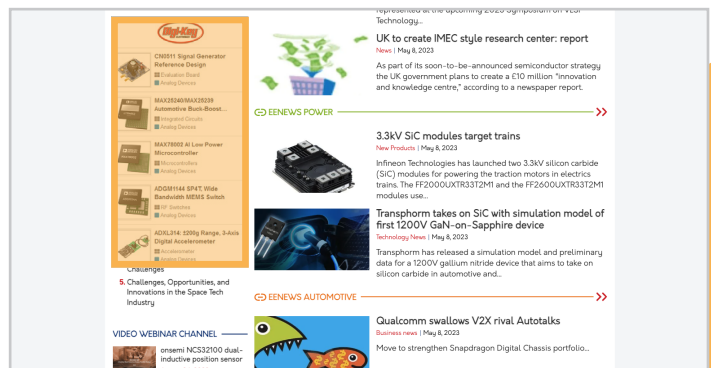 Digi-Key
CN0511 Signal Generator
Reference Design
Evaluation Board
Analog Devices
MAX25240/MAX25239
Automotive Buck-Boost...
Integrated Circuits
Analog Devices
MAX78002 AI Low Power
Microcontroller
Microcontrollers
Analog Devices
ADGM1144 SP4T, Wide
Bandwidth MEMS Switch
RF Switches
Analog Devices
ADXL314: ±200g Range, 3-Axis
Digital Accelerometer
Accelerometer
Analog Devices
Challenges
5. Challenges, Opportunities, and
Innovations in the Space Tech
Industry
VIDEO WEBINAR CHANNEL
onsemi NCS32100 dual-
inductive position sensor
represented at the upcoming 2023 Symposium on VLSI
Technology...
UK to create IMEC style research center: report
News | May 8, 2023
As part of its soon-to-be-announced semiconductor strategy
the UK government plans to create a £10 million “innovation
and knowledge centre,” according to a newspaper report.
EENEWS POWER
3.3kV SiC modules target trains
New Products | May 8, 2023
Infineon Technologies has launched two 3.3kV silicon carbide
(SiC) modules for powering the traction motors in electrics
trains. The FF2000UXTR33T2M1 and the FF2600UXTR33T2M1
modules use...
Transphorm takes on SiC with simulation model of
first 1200V GaN-on-Sapphire device
Technology News | May 8, 2023
Transphorm has released a simulation model and preliminary
data for a 1200V gallium nitride device that aims to take on
silicon carbide in automotive and...
EENEWS AUTOMOTIVE
Qualcomm swallows V2X rival Autotalks
Business news | May 8, 2023
Move to strengthen Snapdragon Digital Chassis portfolio...